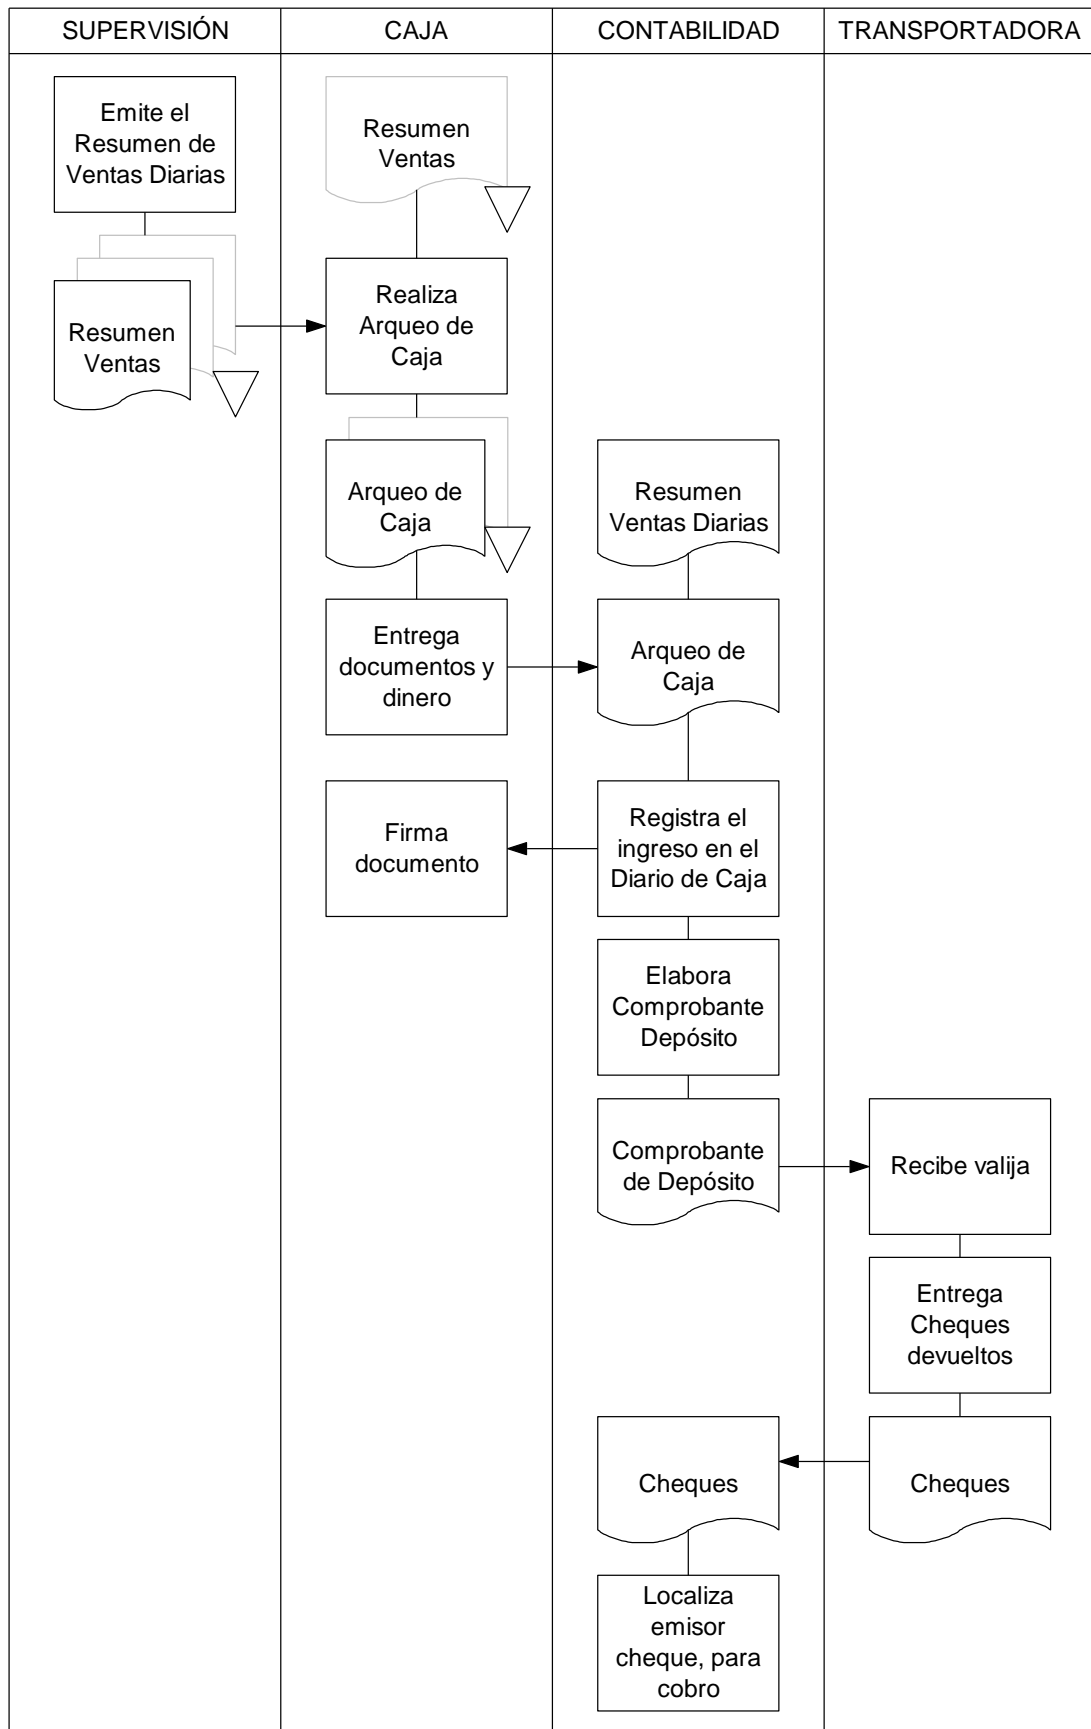 SUPERVISIÓN
CAJA
CONTABILIDAD
TRANSPORTADORA
Emite el
Resumen de
Ventas Diarias
Resumen
Ventas
Resumen
Ventas
Realiza
Arqueo de
Caja
Arqueo de
Caja
Resumen
Ventas Diarias
Entrega
documentos y
dinero
Arqueo de
Caja
Firma
documento
Registra el
ingreso en el
Diario de Caja
Elabora
Comprobante
Depósito
Comprobante
de Depósito
Recibe valija
Entrega
Cheques
devueltos
Cheques
Cheques
Localiza
emisor
cheque, para
cobro